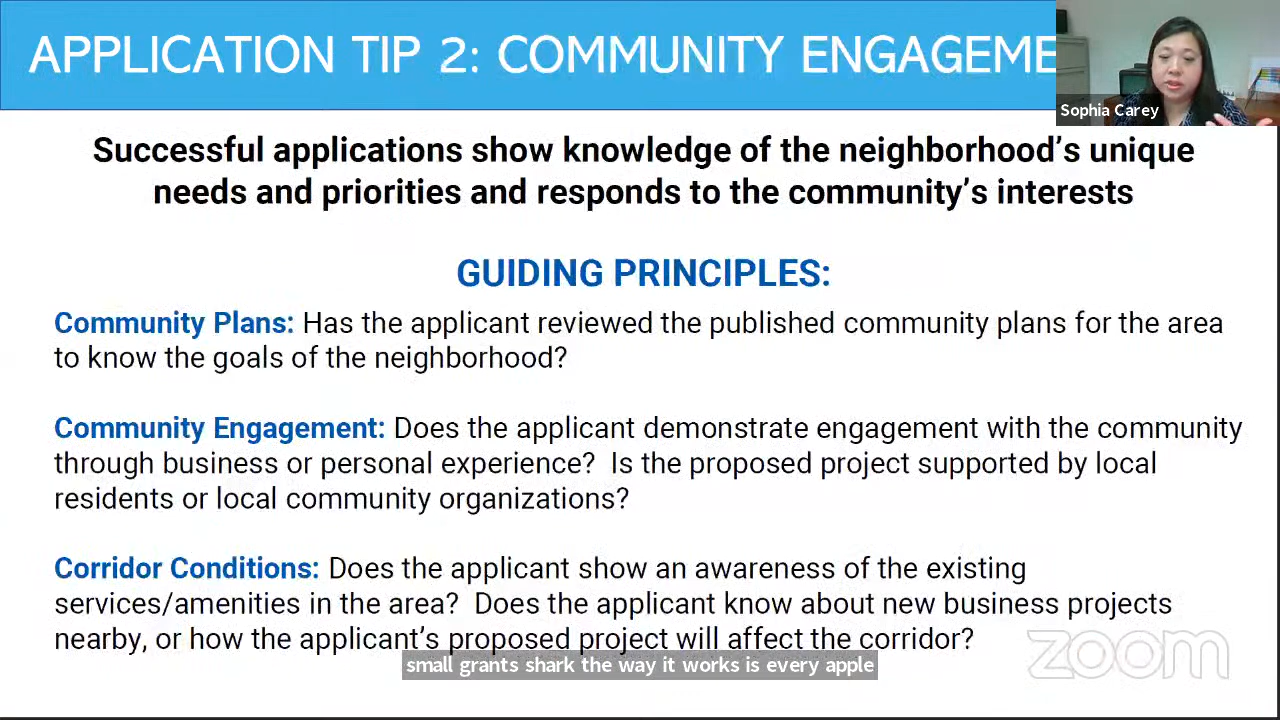 APPLICATION TIP 2: COMMUNITY ENGAGEME
Sophia Carey
Successful applications show knowledge of the neighborhood’s unique
needs and priorities and responds to the community’s interests
GUIDING PRINCIPLES:
Community Plans: Has the applicant reviewed the published community plans for the area
to know the goals of the neighborhood?
Community Engagement: Does the applicant demonstrate engagement with the community
through business or personal experience?  Is the proposed project supported by local
residents or local community organizations?
Corridor Conditions: Does the applicant show an awareness of the existing
services/amenities in the area?  Does the applicant know about new business projects
nearby, or how the applicant’s proposed project will affect the corridor?
small grants shark the way it works is every apple
zoom